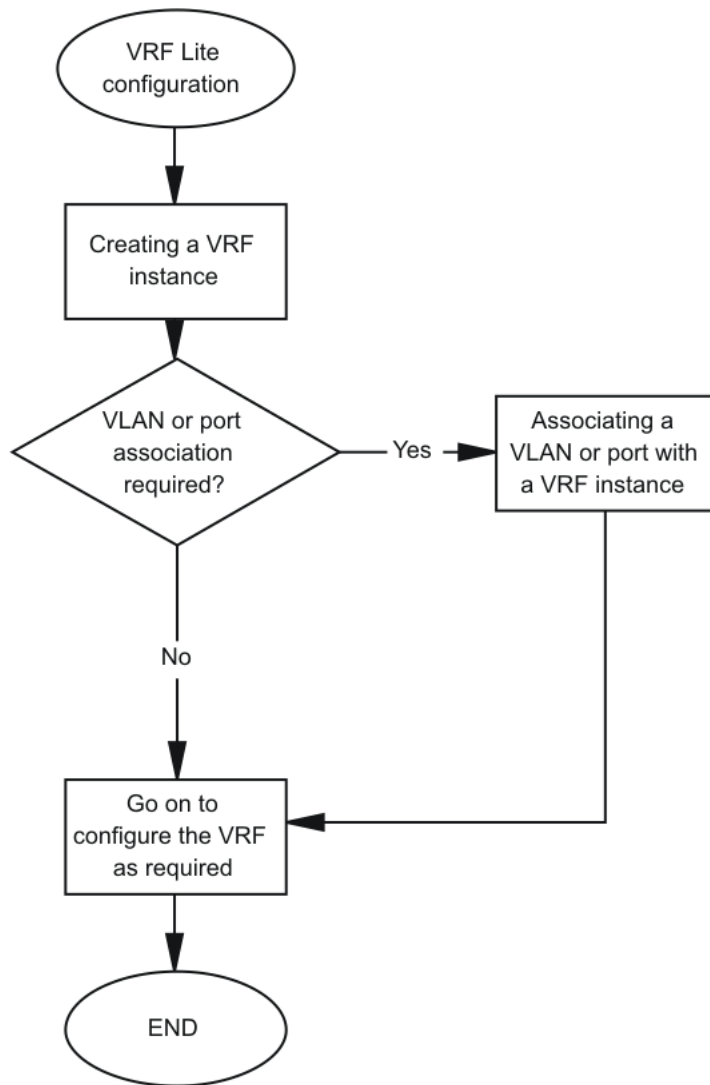 VRF Lite
configuration
Creating a VRF
instance
VLAN or port
association
required?
Yes
Associating a
VLAN or port with
a VRF instance
No
Go on to
configure the VRF
as required
END